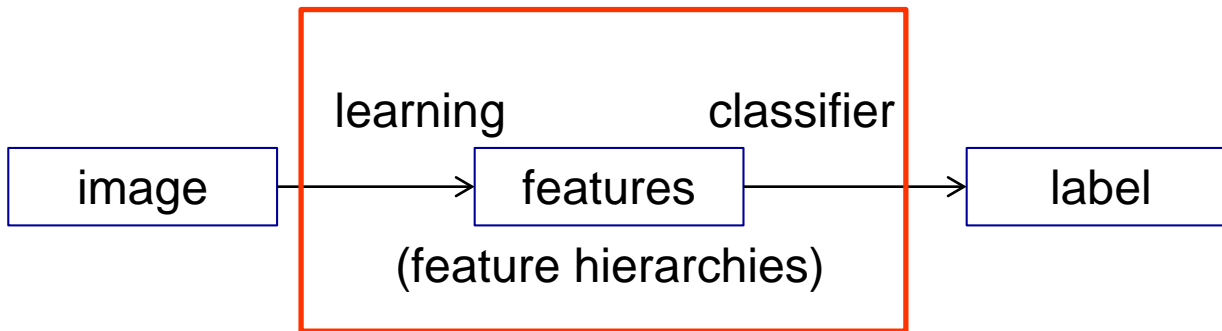 learning classifier
image features label
(feature hierarchies)